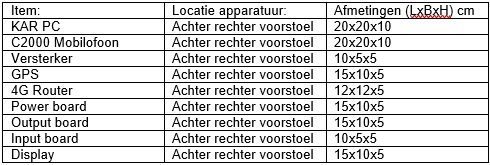 Item: Locatie apparatuur: Afmetingen (LxBxH) cm
KAR PC Achter rechter voorstoel 20x20x10
C2000 Mobilofoon Achter rechter voorstoel 20x20x10
Versterker Achter rechter voorstoel 10x5x5
GPS Achter rechter voorstoel 15x10x5
4G Router Achter rechter voorstoel 12x12x5
Power board Achter rechter voorstoel 15x10x5
Output board Achter rechter voorstoel 15x10x5
Input board Achter rechter voorstoel 10x5x5
Display Achter rechter voorstoel 15x10x5